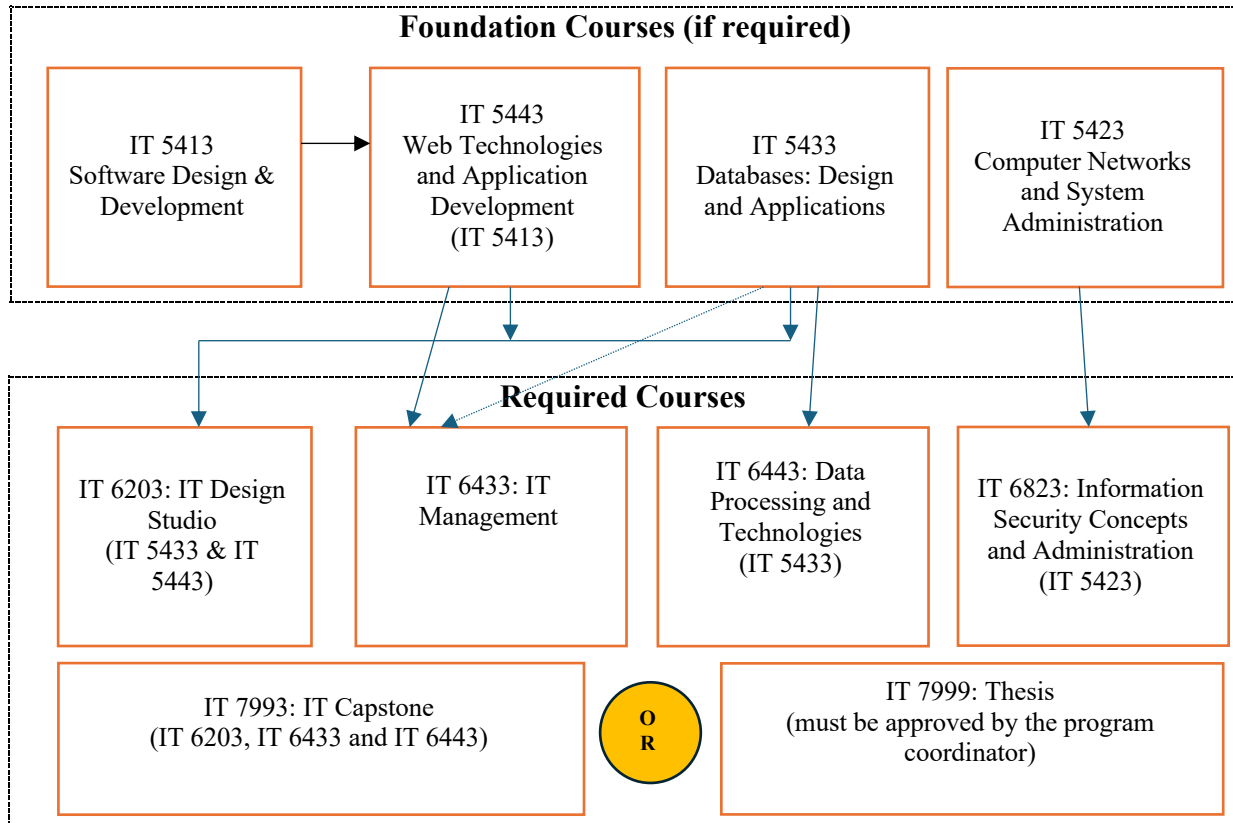 Foundation Courses (if required)
IT 5413
Software Design &
Development
IT 5443
Web Technologies
and Application
Development
(IT 5413)
IT 5433
Databases: Design
and Applications
IT 5423
Computer Networks
and System
Administration
Required Courses
IT 6203: IT Design
Studio
(IT 5433 & IT
5443)
IT 6433: IT
Management
IT 6443: Data
Processing and
Technologies
(IT 5433)
IT 6823: Information
Security Concepts
and Administration
(IT 5423)
IT 7993: IT Capstone
(IT 6203, IT 6433 and IT 6443)
O
R
IT 7999: Thesis
(must be approved by the program
coordinator)